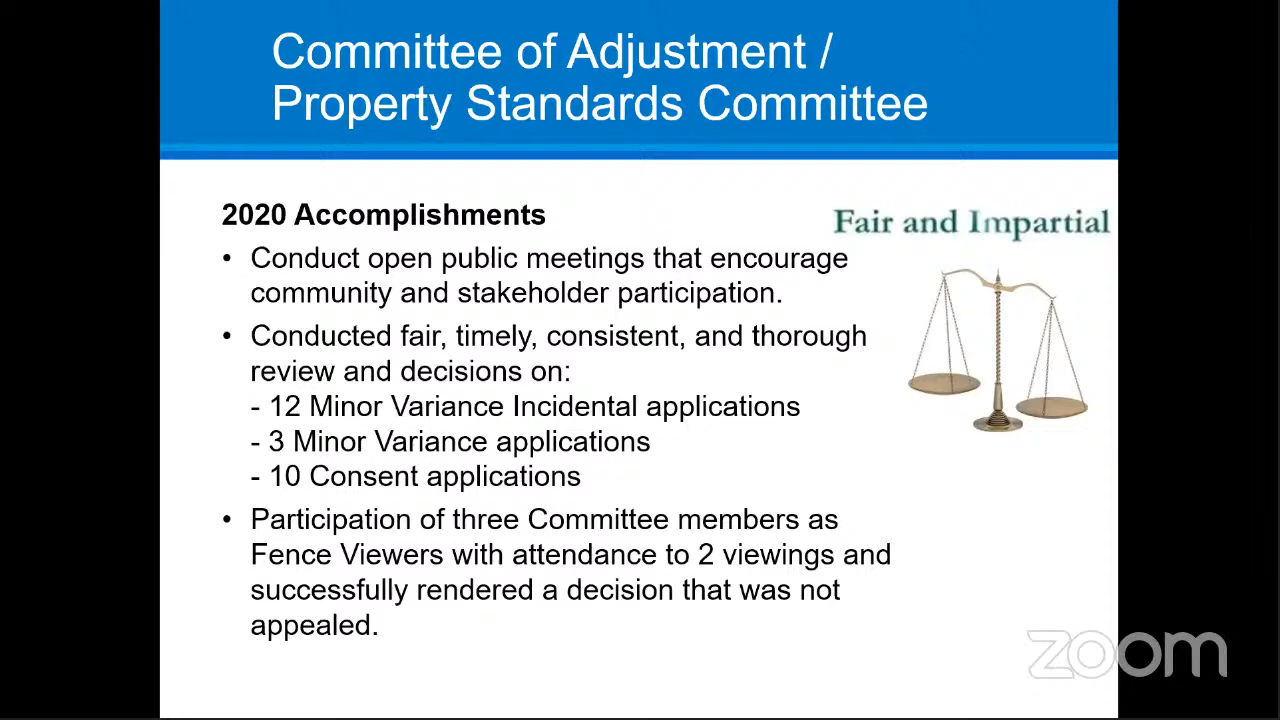 Committee of Adjustment /
Property Standards Committee
2020 Accomplishments
Fair and Impartial
• Conduct open public meetings that encourage
community and stakeholder participation.
• Conducted fair, timely, consistent, and thorough
review and decisions on:
- 12 Minor Variance Incidental applications
- 3 Minor Variance applications
- 10 Consent applications
• Participation of three Committee members as
Fence Viewers with attendance to 2 viewings and
successfully rendered a decision that was not
appealed.
zoom